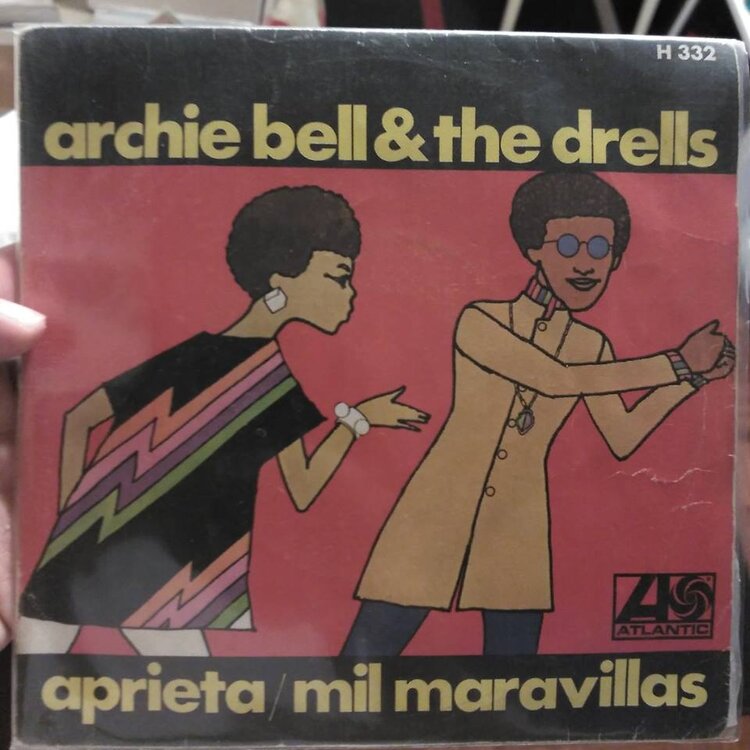 H 332
archie bell & the drells
ATLANTIC
aprieta / mil maravillas